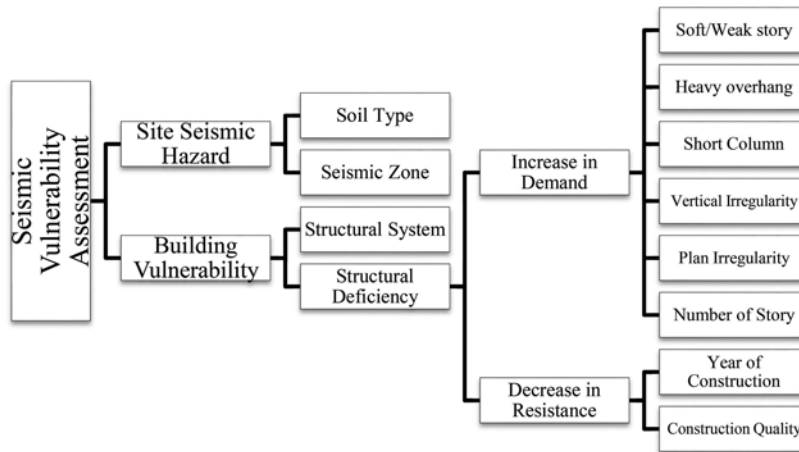 Seismic
Vulnerability
Assessment
Site Seismic
Hazard
Building
Vulnerability
Soil Type
Seismic Zone
Structural System
Structural
Deficiency
Increase in
Demand
Decrease in
Resistance
Soft/Weak story
Heavy overhang
Short Column
Vertical Irregularity
Plan Irregularity
Number of Story
Year of
Construction
Construction Quality